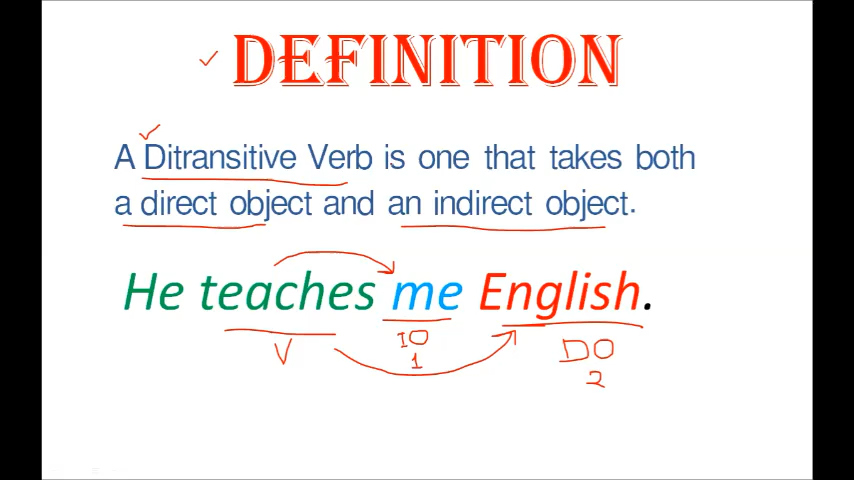 DEFINITION
A Ditransitive Verb is one that takes both
a direct object and an indirect object.
He teaches me English.
V IO DO
1 2